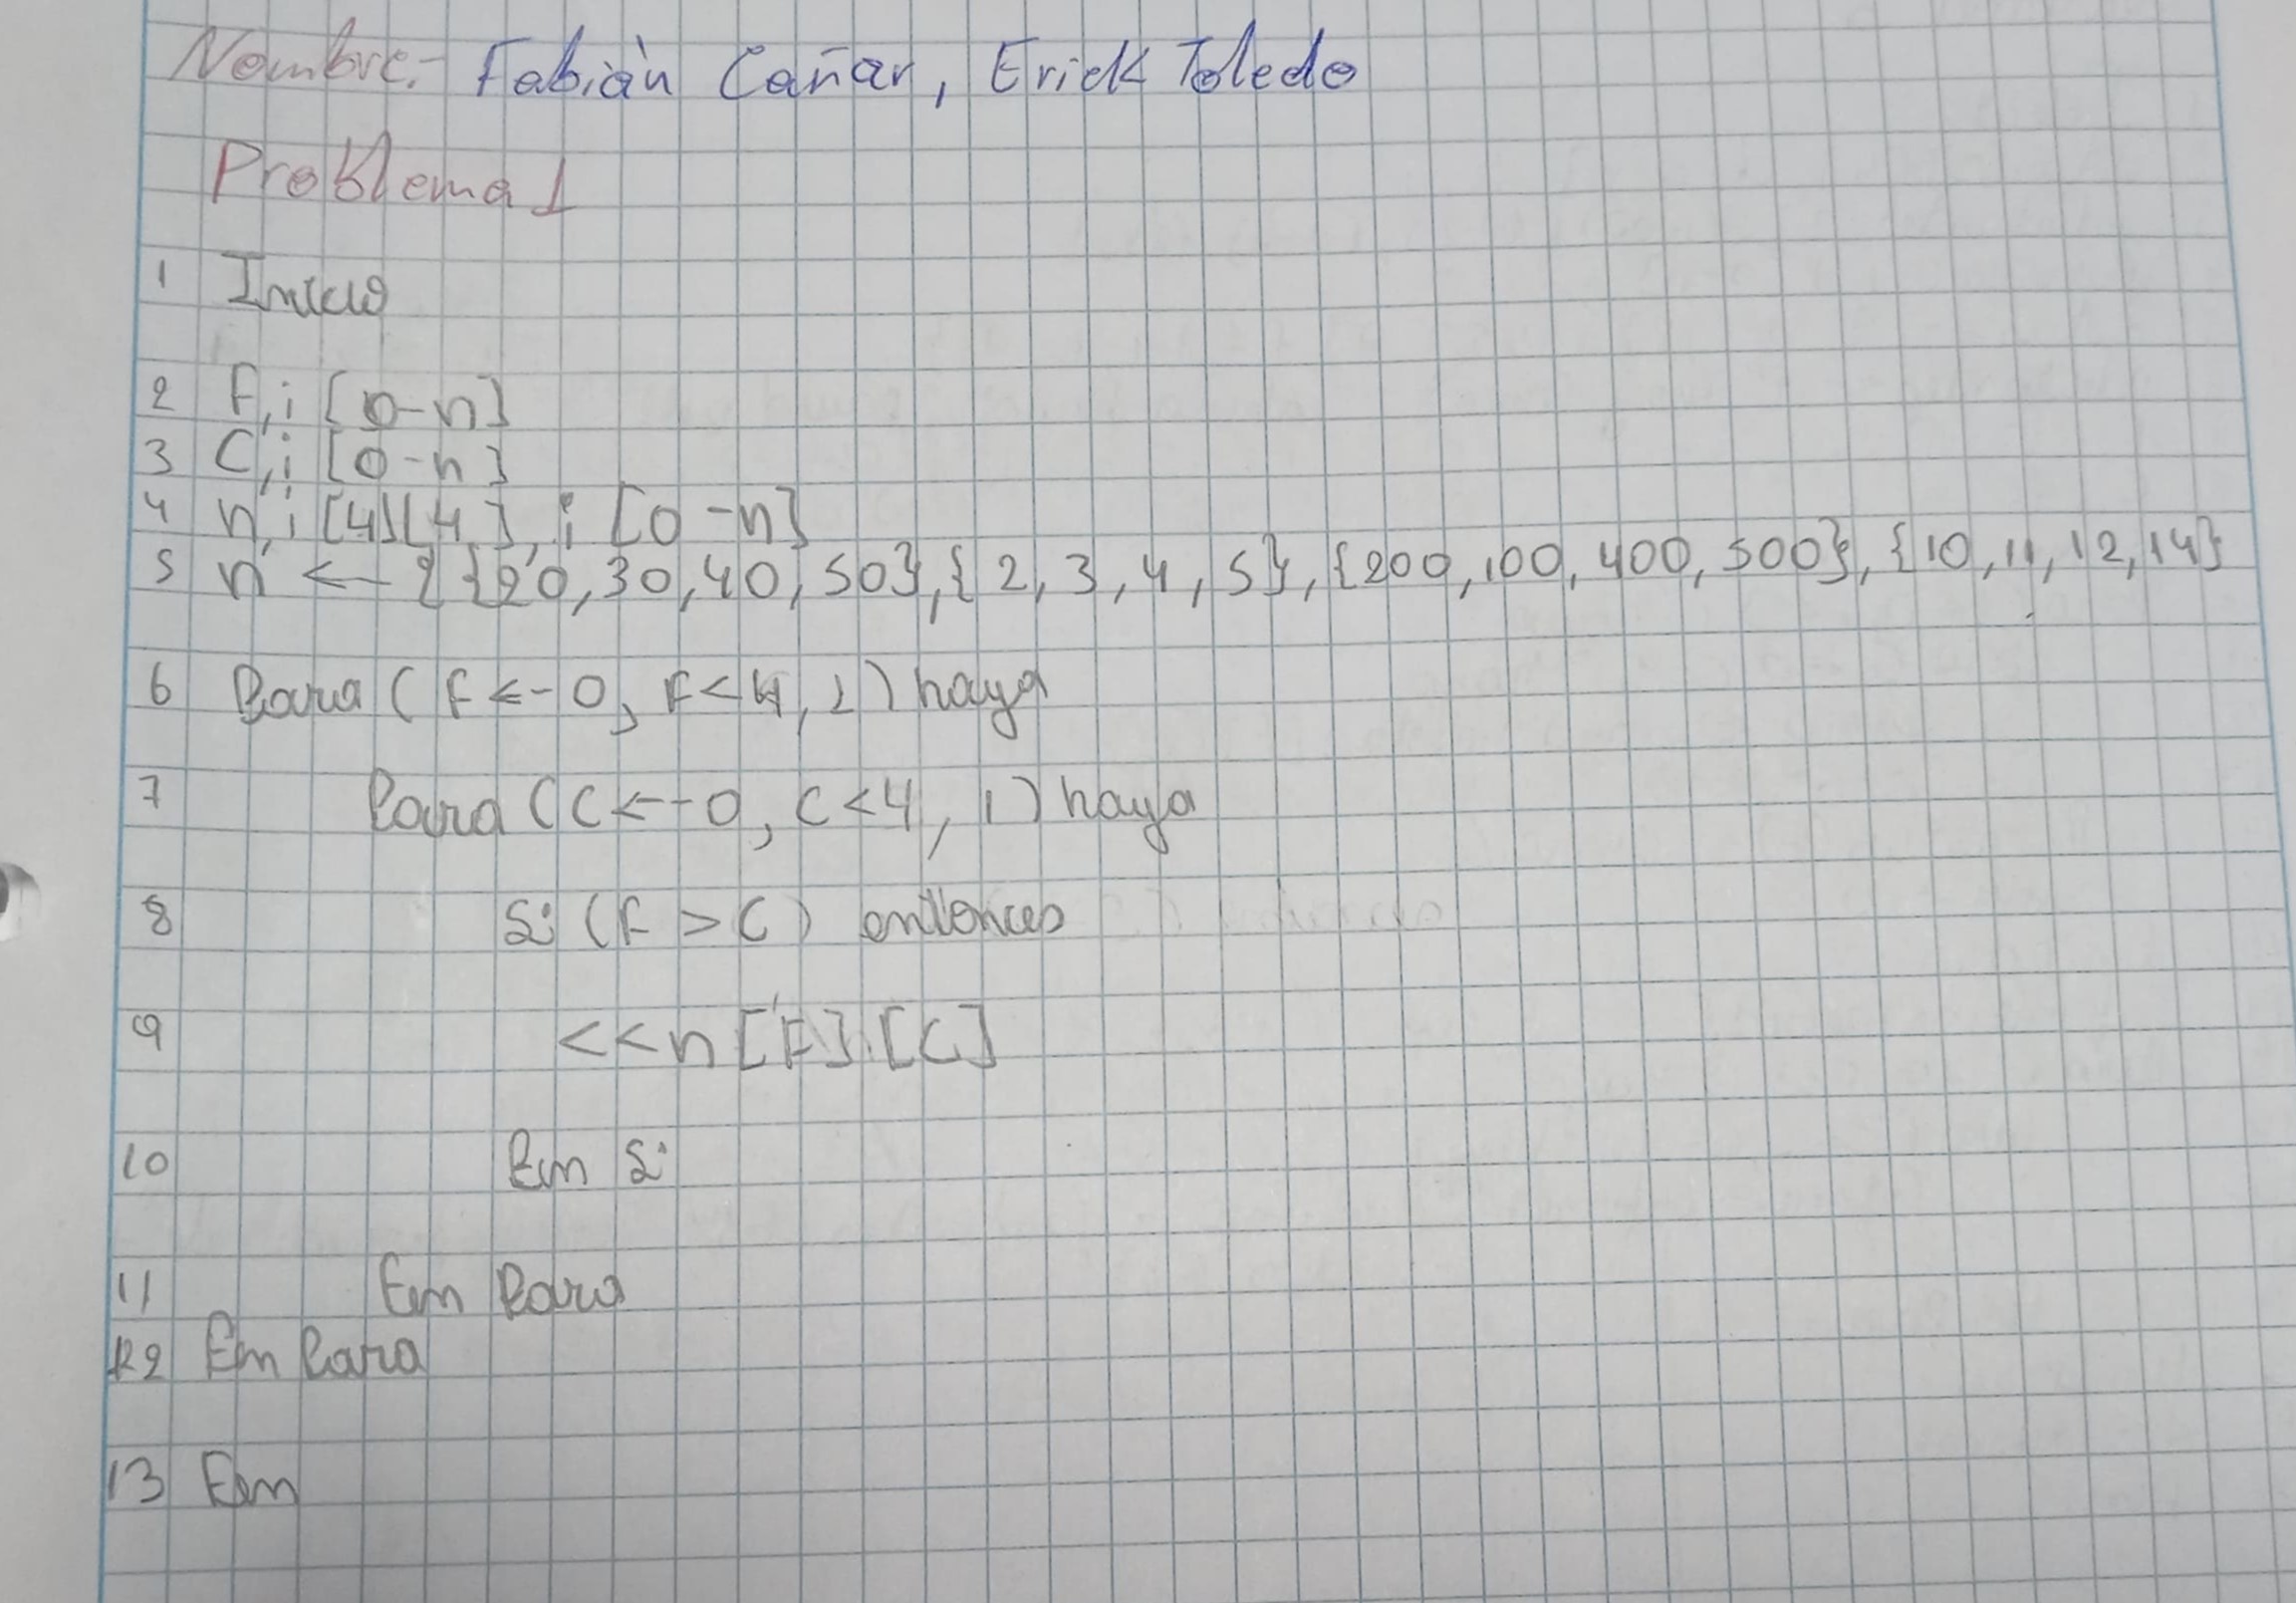 Nombre:- Fabiàn Cañar, Erick Toledo
Problema 1
1 Inicio
2 F, i [0-n]
3 C, i [0-n]
4 n, i [4][4], i [0-n]
5 n <- {{20,30,40,50},{2,3,4,5},{200,100,400,500},{10,11,12,14}
6 Para (F <- 0, F<4, 1) haga
7 Para (C <- 0, C<4, 1) haga
8 Si (F > C) entonces
9 <<n[F][C]
10 Fin Si
11 Fin Para
12 Fin Para
13 Fin